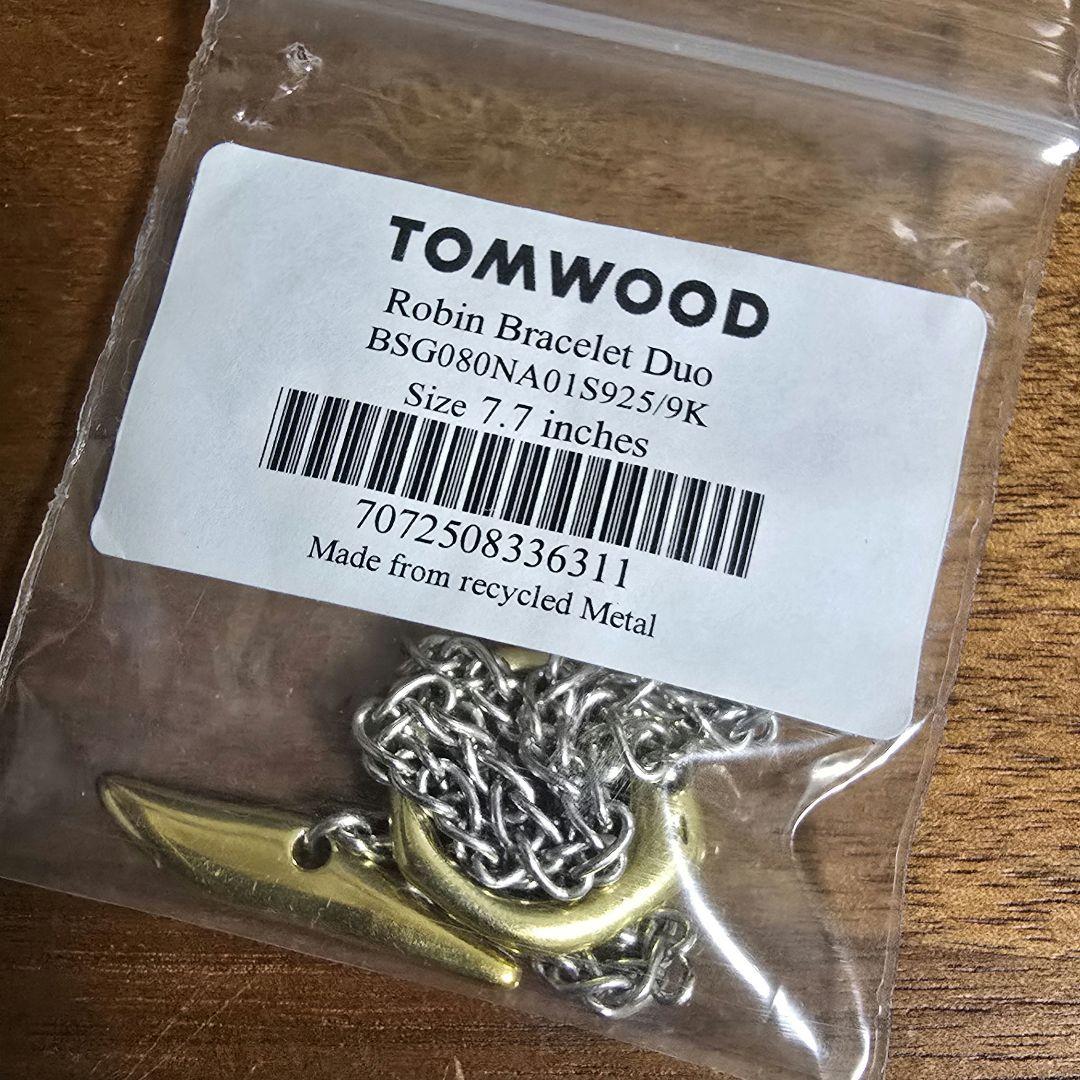 TOMWOOD
Robin Bracelet Duo
BSG080NA01S925/9K
Size 7.7 inches
7072508336311
Made from recycled Metal